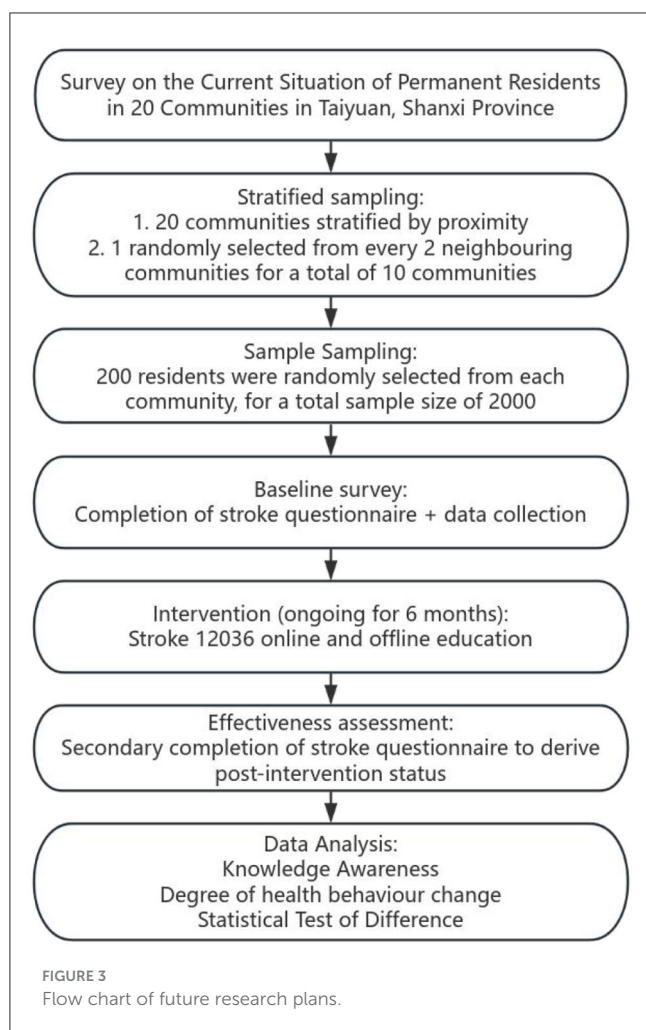 Survey on the Current Situation of Permanent Residents
in 20 Communities in Taiyuan, Shanxi Province
Stratified sampling:
1. 20 communities stratified by proximity
2. 1 randomly selected from every 2 neighbouring
communities for a total of 10 communities
Sample Sampling:
200 residents were randomly selected from each
community, for a total sample size of 2000
Baseline survey:
Completion of stroke questionnaire + data collection
Intervention (ongoing for 6 months):
Stroke 12036 online and offline education
Effectiveness assessment:
Secondary completion of stroke questionnaire to derive
post-intervention status
Data Analysis:
Knowledge Awareness
Degree of health behaviour change
Statistical Test of Difference
FIGURE 3
Flow chart of future research plans.